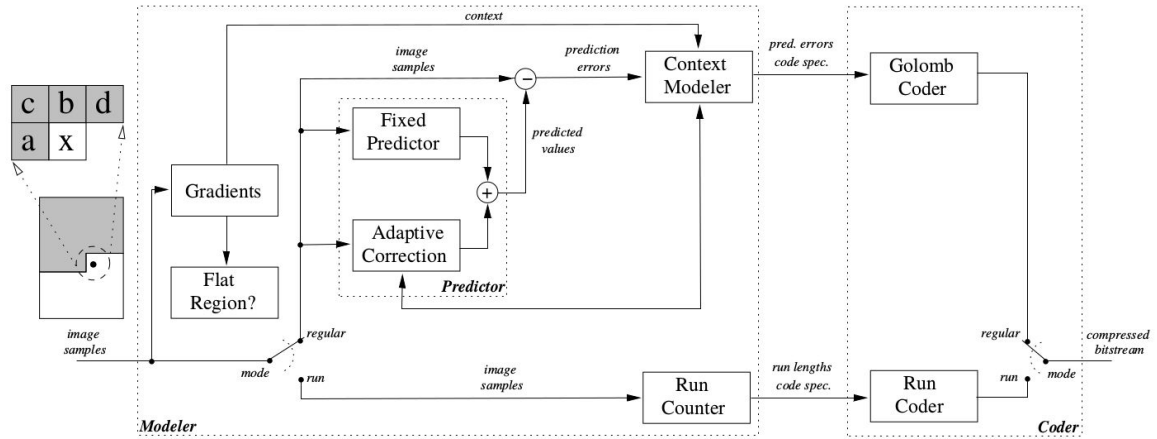 context
image
samples
prediction
errors
pred. errors
code spec.
c b d
a x
Fixed
Predictor
−
Context
Modeler
Golomb
Coder
predicted
values
Gradients
+
Adaptive
Correction
Flat
Region?
Predictor
image
samples
regular
mode
run
image
samples
Run
Counter
run lengths
code spec.
Run
Coder
regular
run
mode
compressed
bitstream
Modeler
Coder